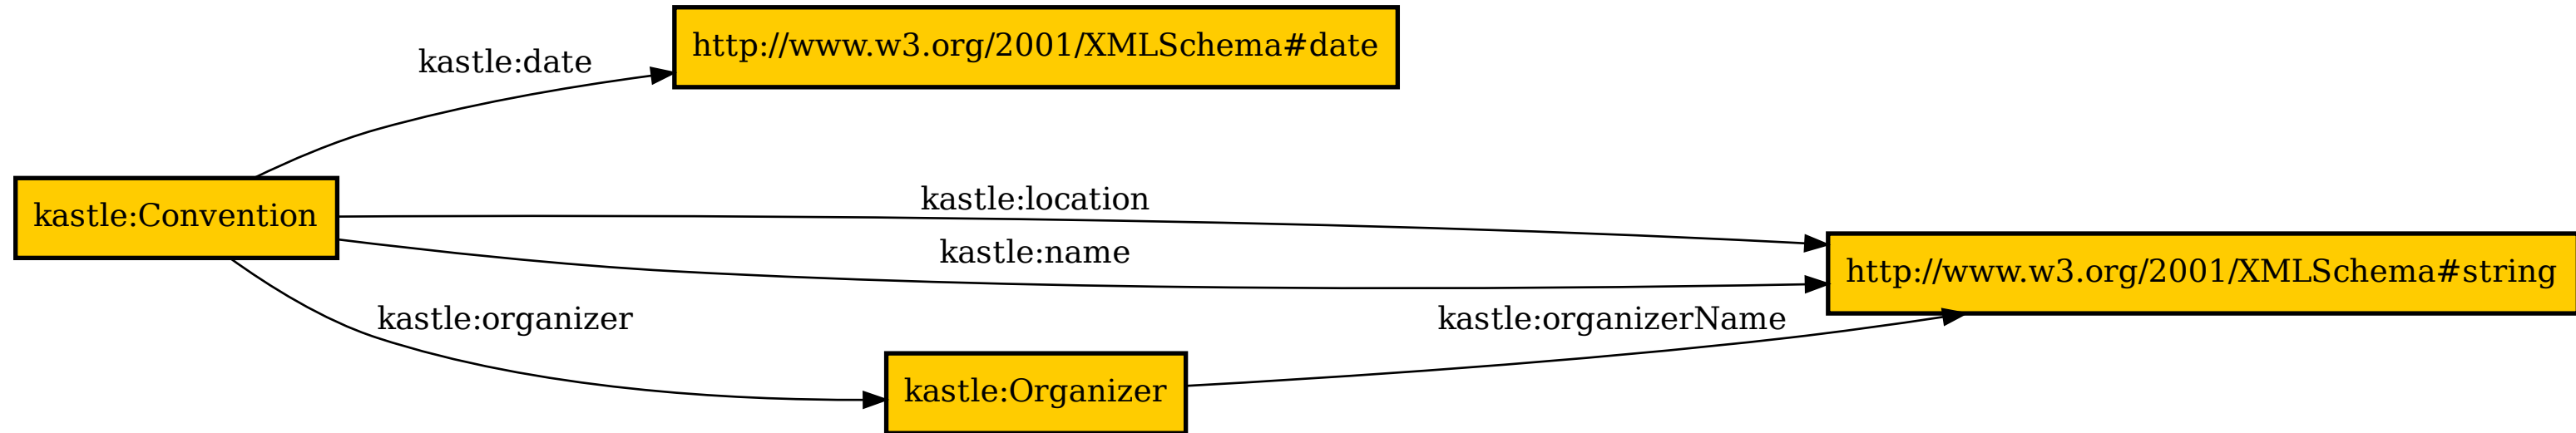 http://www.w3.org/2001/XMLSchema#date
kastle:date
kastle:location
kastle:Convention
kastle:name
http://www.w3.org/2001/XMLSchema#string
kastle:organizer
kastle:organizerName
kastle:Organizer